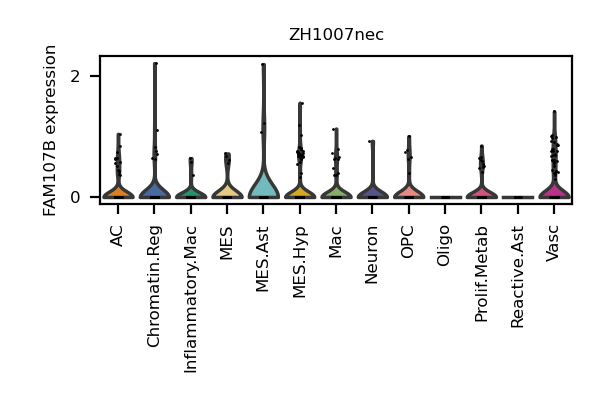 ZH1007nec
FAM107B expression
2
0
AC
Chromatin.Reg
Inflammatory.Mac
MES
MES.Ast
MES.Hyp
Mac
Neuron
OPC
Oligo
Prolif.Metab
Reactive.Ast
Vasc